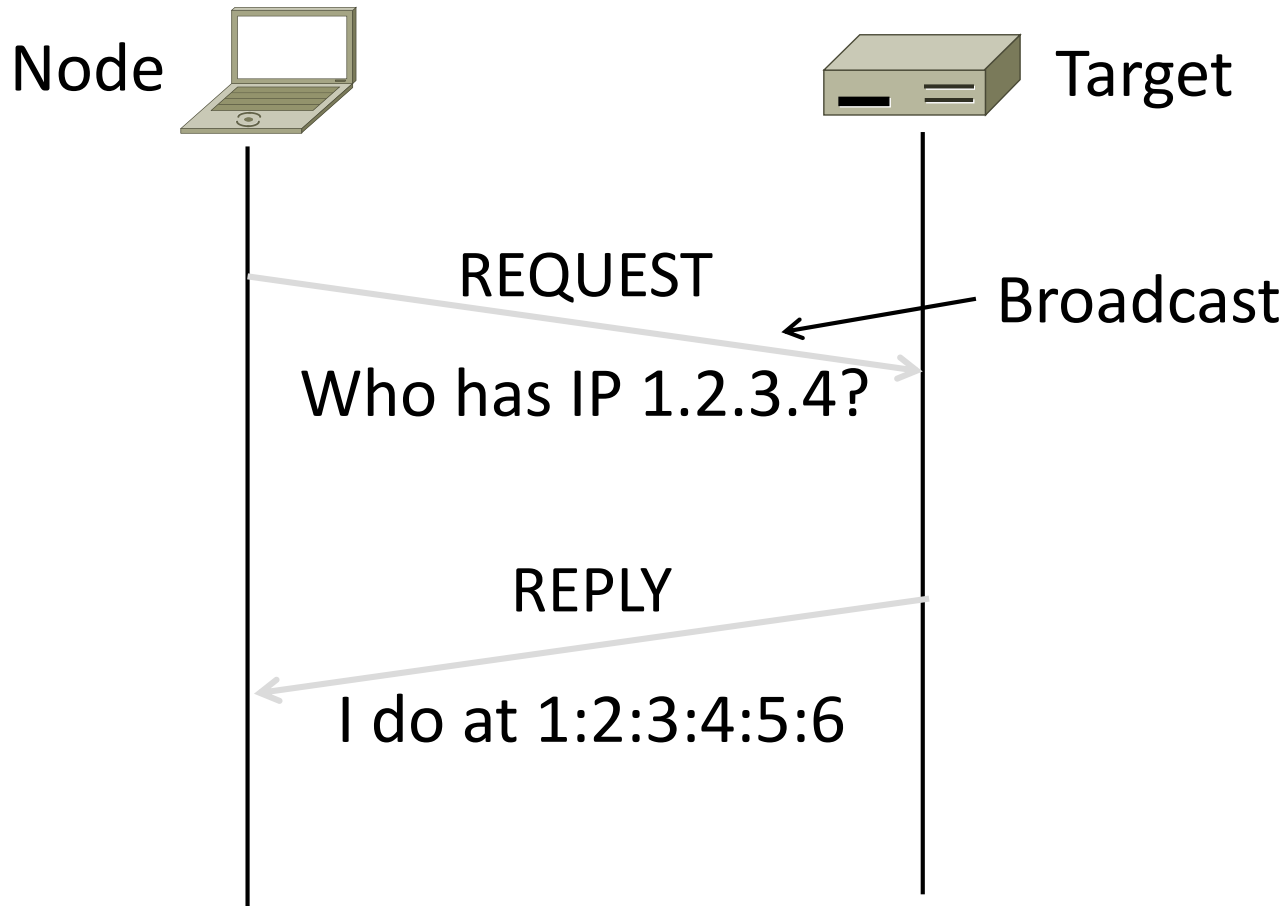 Node
Target
REQUEST
Broadcast
Who has IP 1.2.3.4?
REPLY
I do at 1:2:3:4:5:6